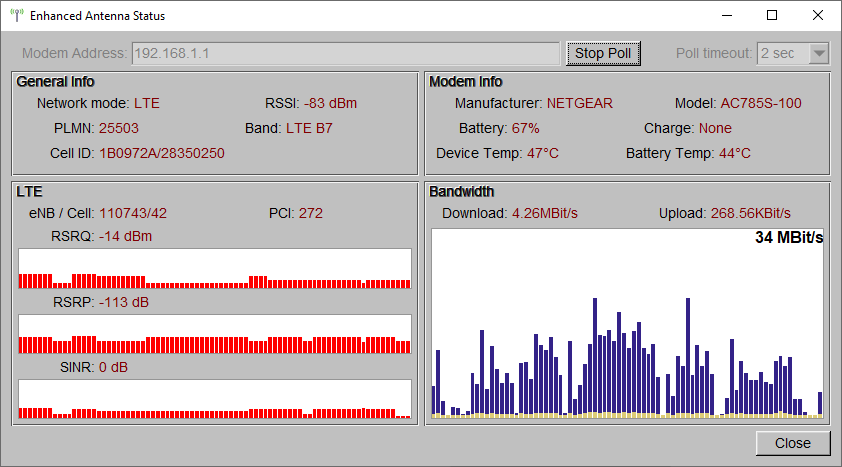 Enhanced Antenna Status
Modem Address: 192.168.1.1 Stop Poll Poll timeout: 2 sec
General Info
Network mode: LTE RSSI: -83 dBm
PLMN: 25503 Band: LTE B7
Cell ID: 1B0972A/28350250
Modem Info
Manufacturer: NETGEAR Model: AC785S-100
Battery: 67% Charge: None
Device Temp: 47°C Battery Temp: 44°C
LTE
eNB / Cell: 110743/42 PCI: 272
RSRQ: -14 dBm
RSRP: -113 dB
SINR: 0 dB
Bandwidth
Download: 4.26MBit/s Upload: 268.56KBit/s
34 MBit/s
Close